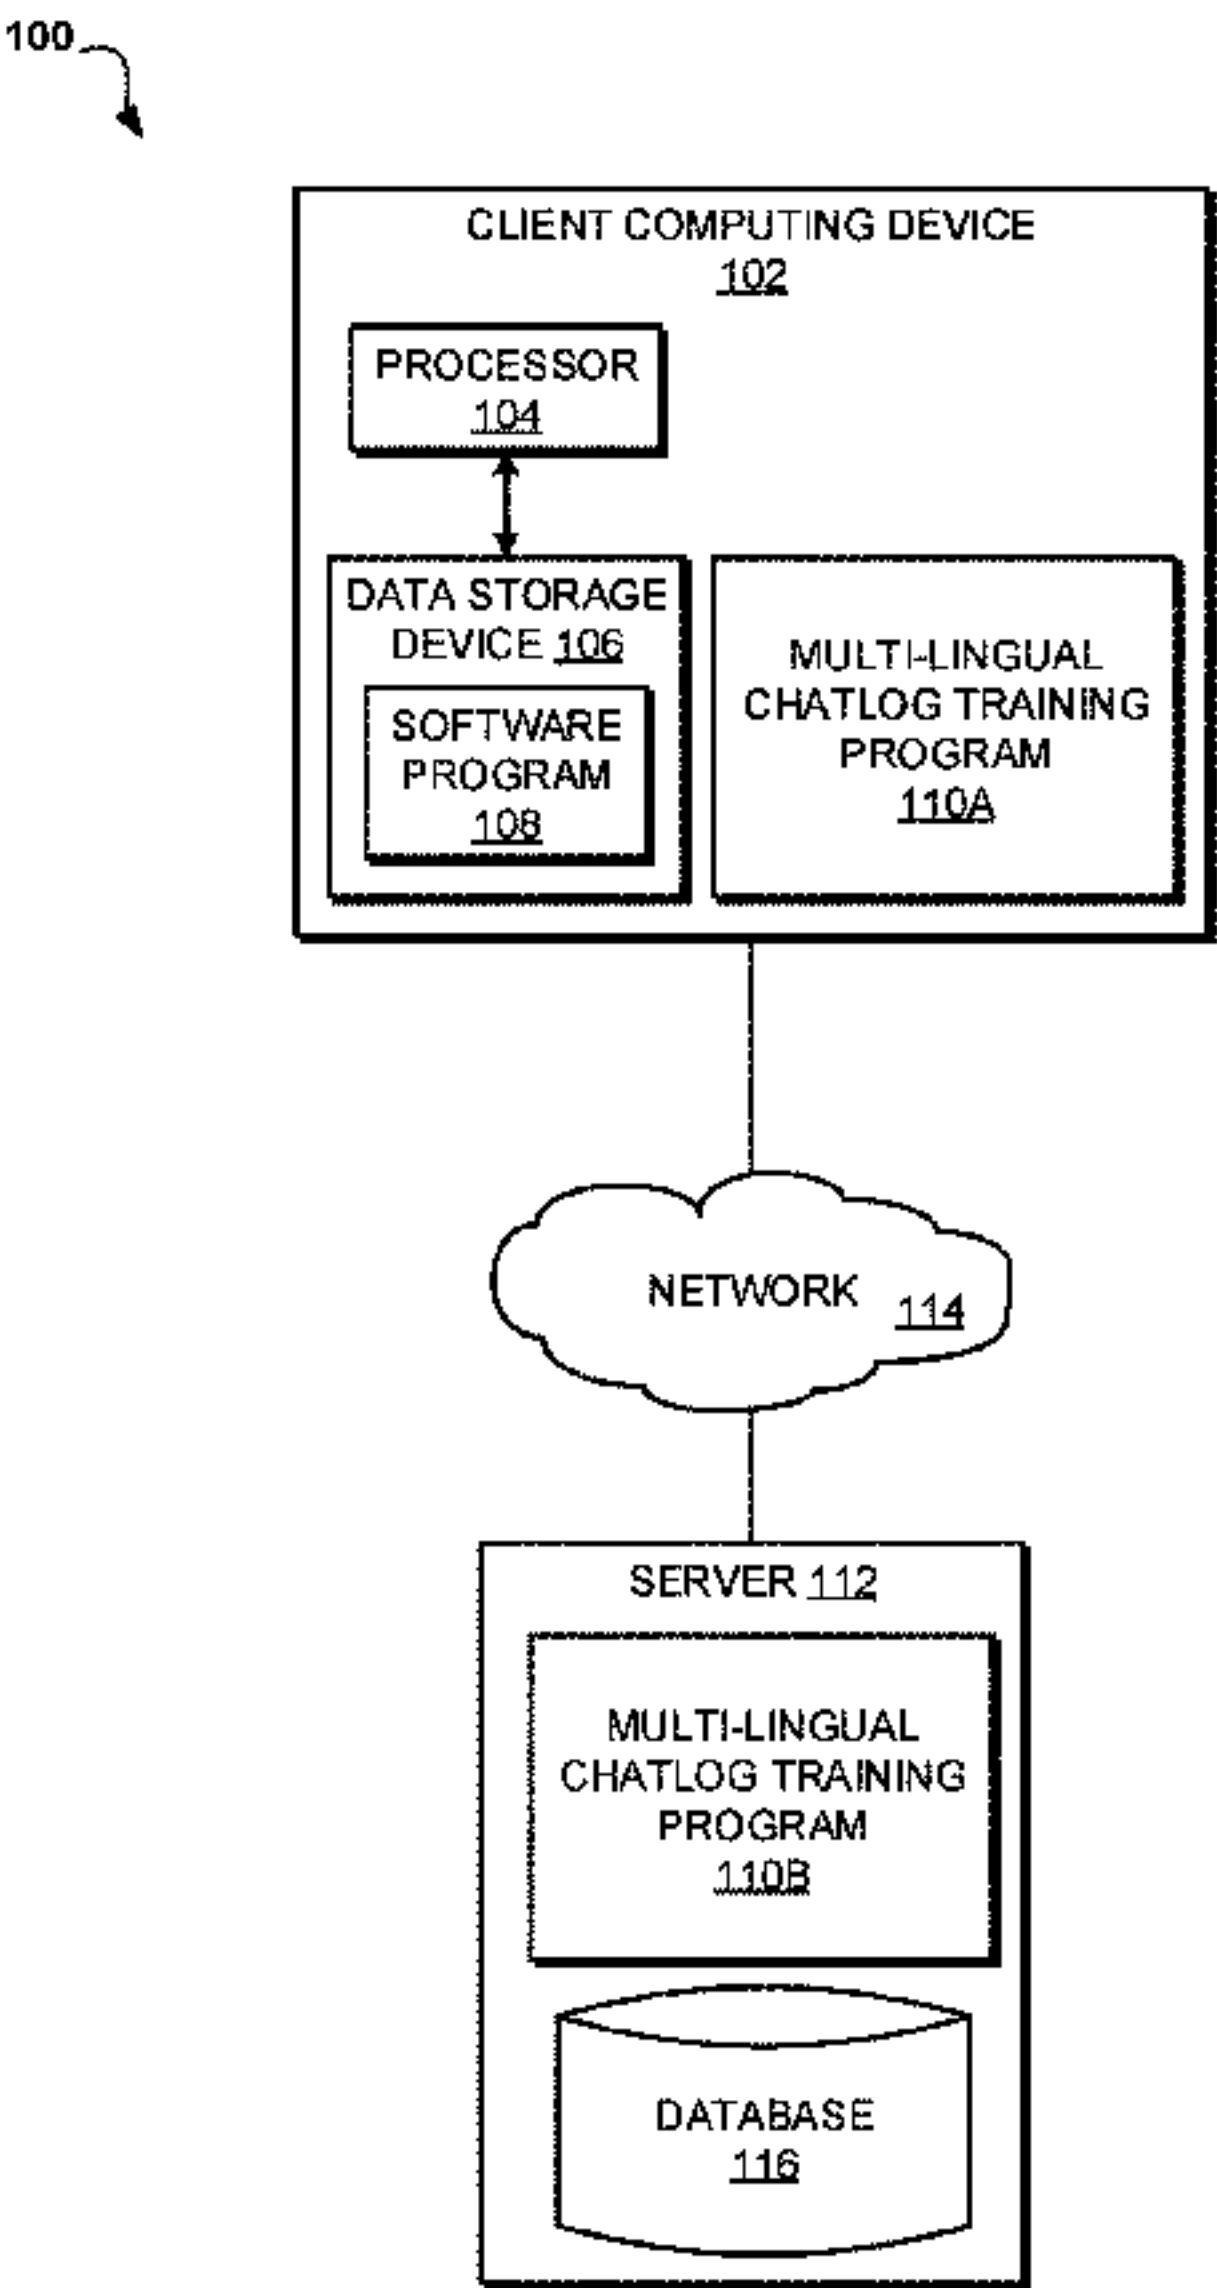 100
CLIENT COMPUTING DEVICE
102
PROCESSOR
104
DATA STORAGE
DEVICE 106
SOFTWARE
PROGRAM
108
MULTI-LINGUAL
CHATLOG TRAINING
PROGRAM
110A
NETWORK 114
SERVER 112
MULTI-LINGUAL
CHATLOG TRAINING
PROGRAM
110B
DATABASE
116